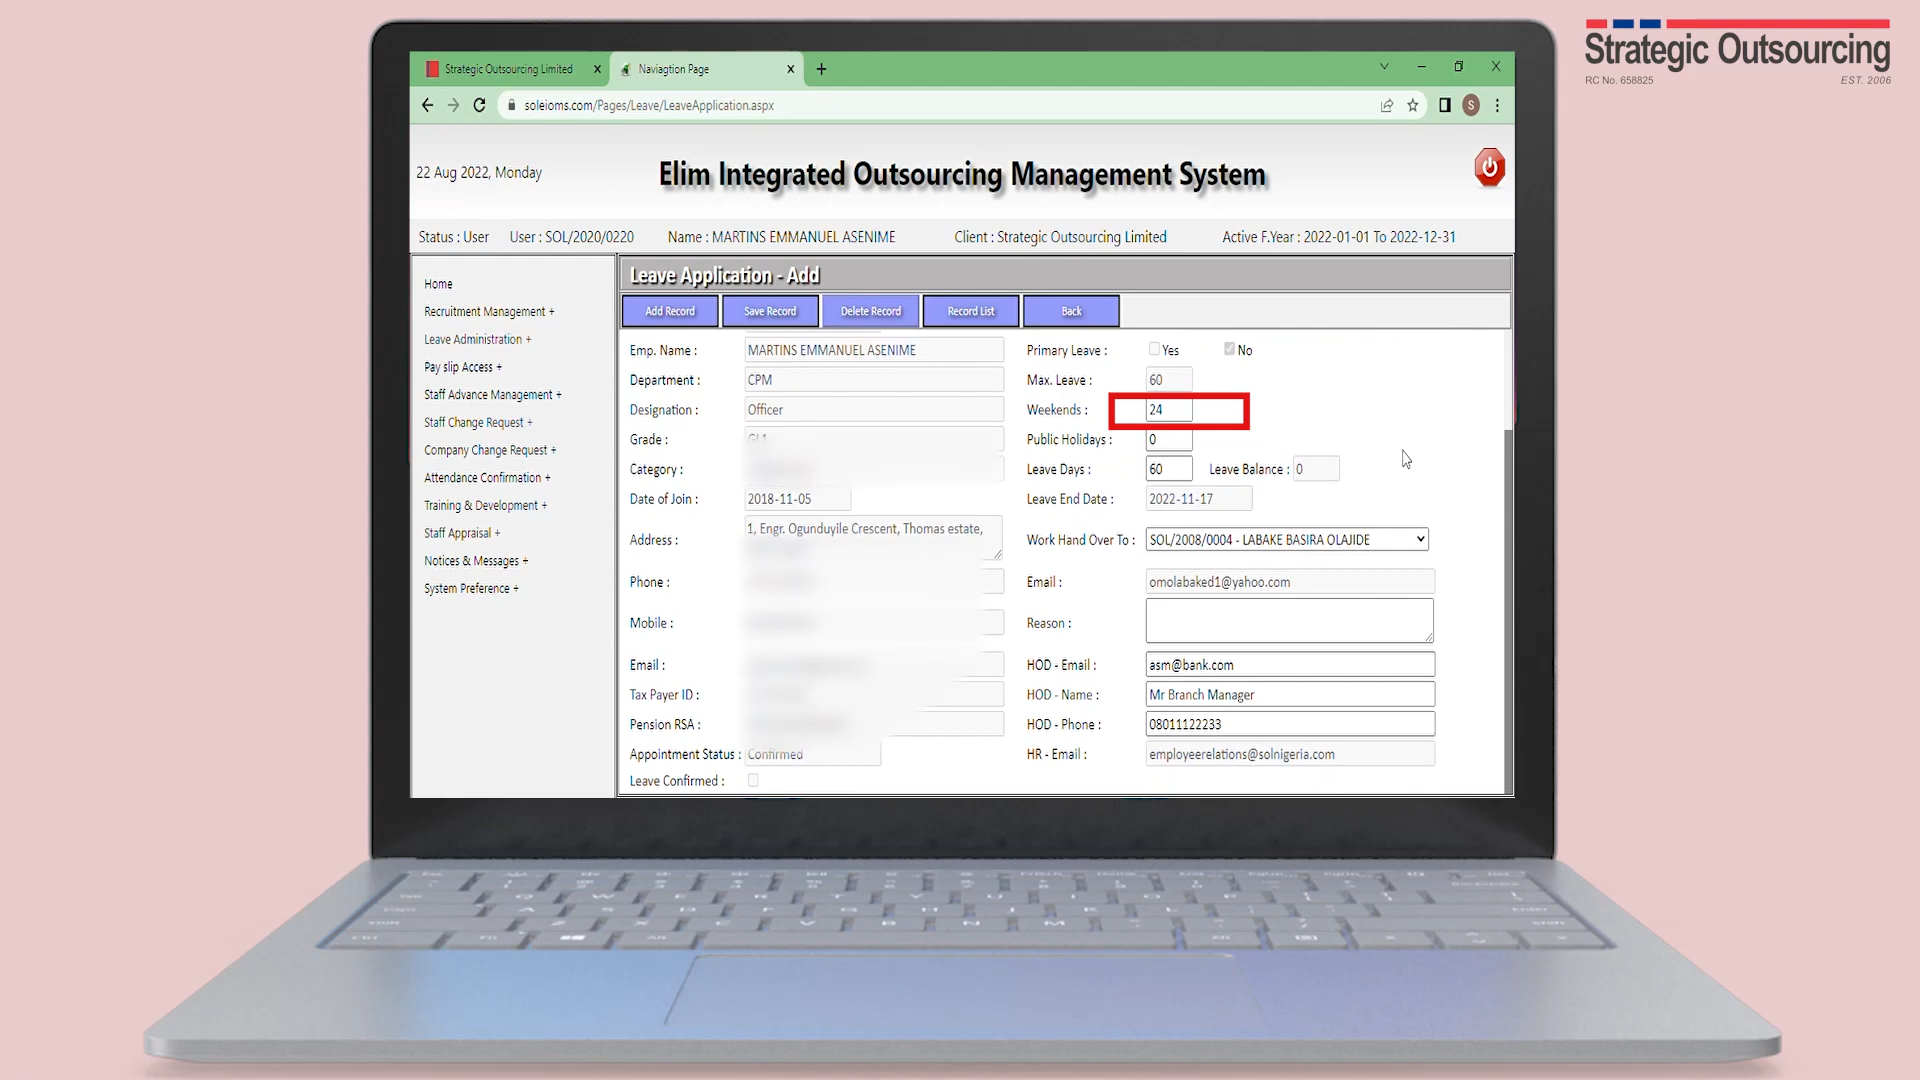 Strategic Outsourcing
RC No. 658825 EST. 2006
Strategic Outsourcing Limited
Naviagtion Page
soleioms.com/Pages/Leave/LeaveApplication.aspx
S
22 Aug 2022, Monday
Elim Integrated Outsourcing Management System
Status : User User : SOL/2020/0220 Name : MARTINS EMMANUEL ASENIME Client : Strategic Outsourcing Limited Active F.Year : 2022-01-01 To 2022-12-31
Home
Recruitment Management +
Leave Administration +
Pay slip Access +
Staff Advance Management +
Staff Change Request +
Company Change Request +
Attendance Confirmation +
Training & Development +
Staff Appraisal +
Notices & Messages +
System Preference +
Leave Application - Add
Add Record Save Record Delete Record Record List Back
Emp. Name : MARTINS EMMANUEL ASENIME
Department : CPM
Designation : Officer
Grade :
Category :
Date of Join : 2018-11-05
Address : 1, Engr. Ogunduyile Crescent, Thomas estate,
Phone :
Mobile :
Email :
Tax Payer ID :
Pension RSA :
Appointment Status : Confirmed
Leave Confirmed :
Primary Leave : Yes No
Max. Leave : 60
Weekends : 24
Public Holidays : 0
Leave Days : 60 Leave Balance : 0
Leave End Date : 2022-11-17
Work Hand Over To : SOL/2008/0004 - LABAKE BASIRA OLAJIDE
Email : omolabaked1@yahoo.com
Reason :
HOD - Email : asm@bank.com
HOD - Name : Mr Branch Manager
HOD - Phone : 08011122233
HR - Email : employeerelations@solnigeria.com